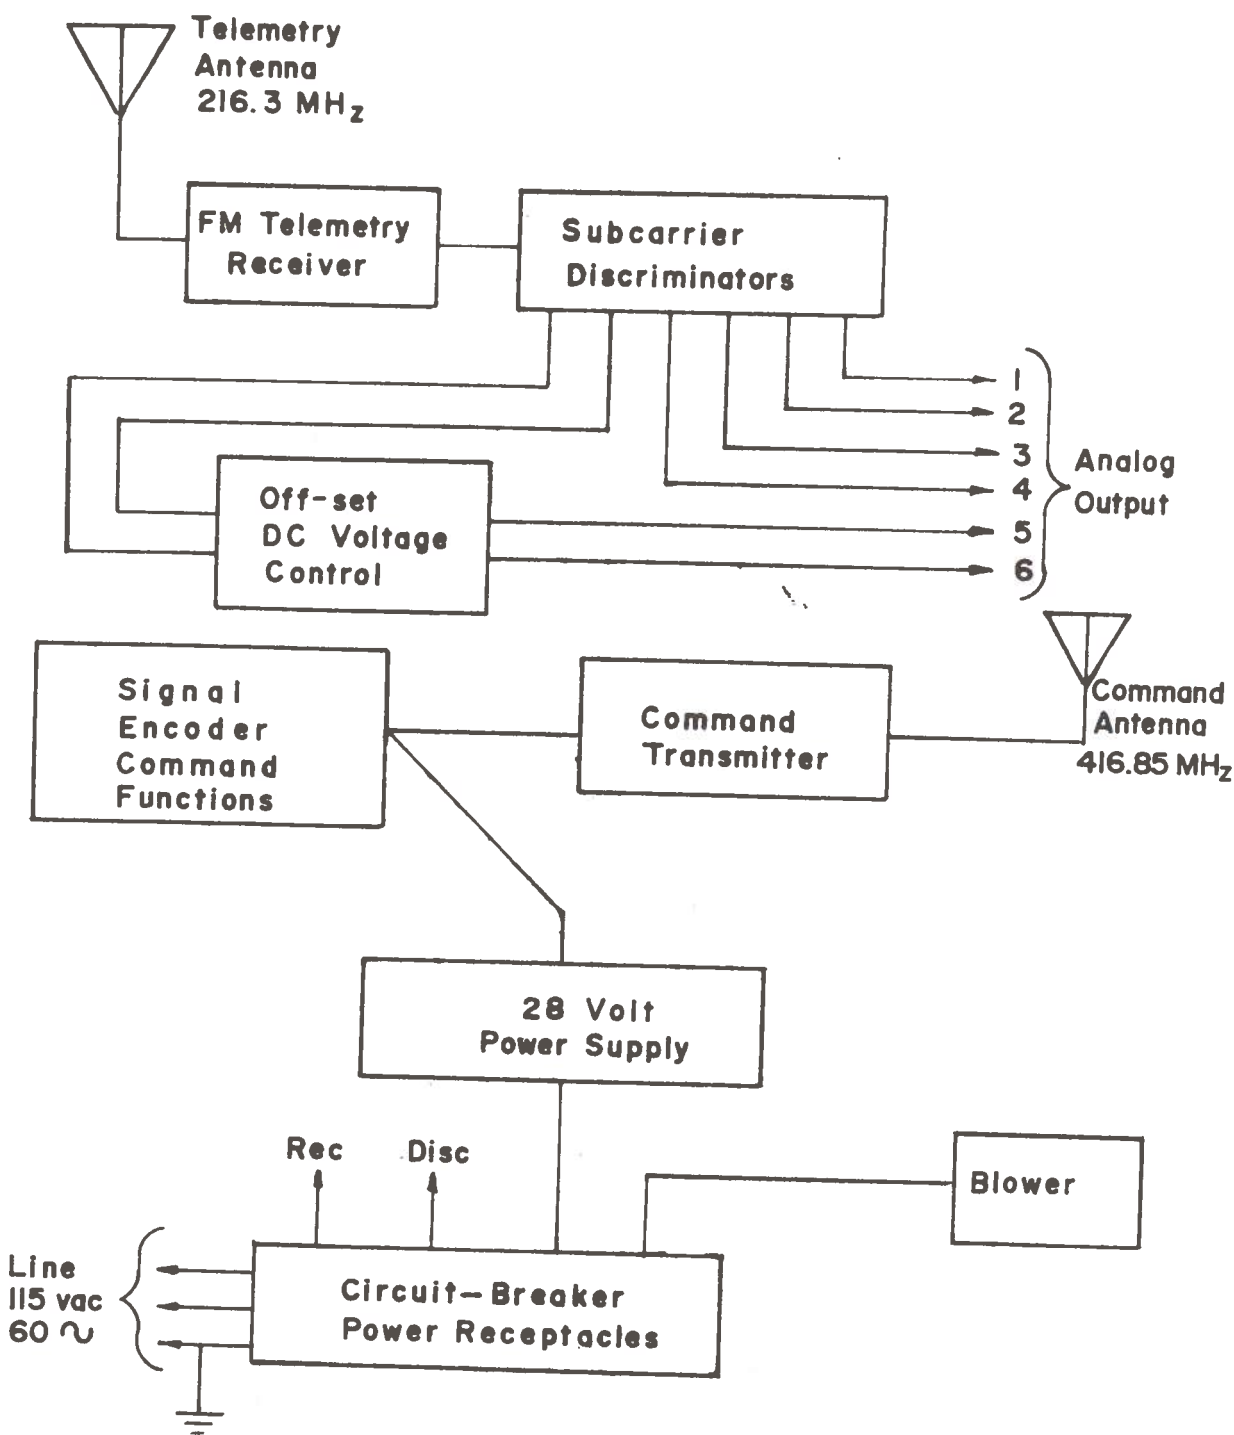 Telemetry
Antenna
216.3 MHz
FM Telemetry
Receiver
Subcarrier
Discriminators
1
2
3
4
5
6
Analog
Output
Off-set
DC Voltage
Control
Signal
Encoder
Command
Functions
Command
Transmitter
Command
Antenna
416.85 MHz
28 Volt
Power Supply
Rec
Disc
Blower
Line
115 vac
60 ∿
Circuit-Breaker
Power Receptacles